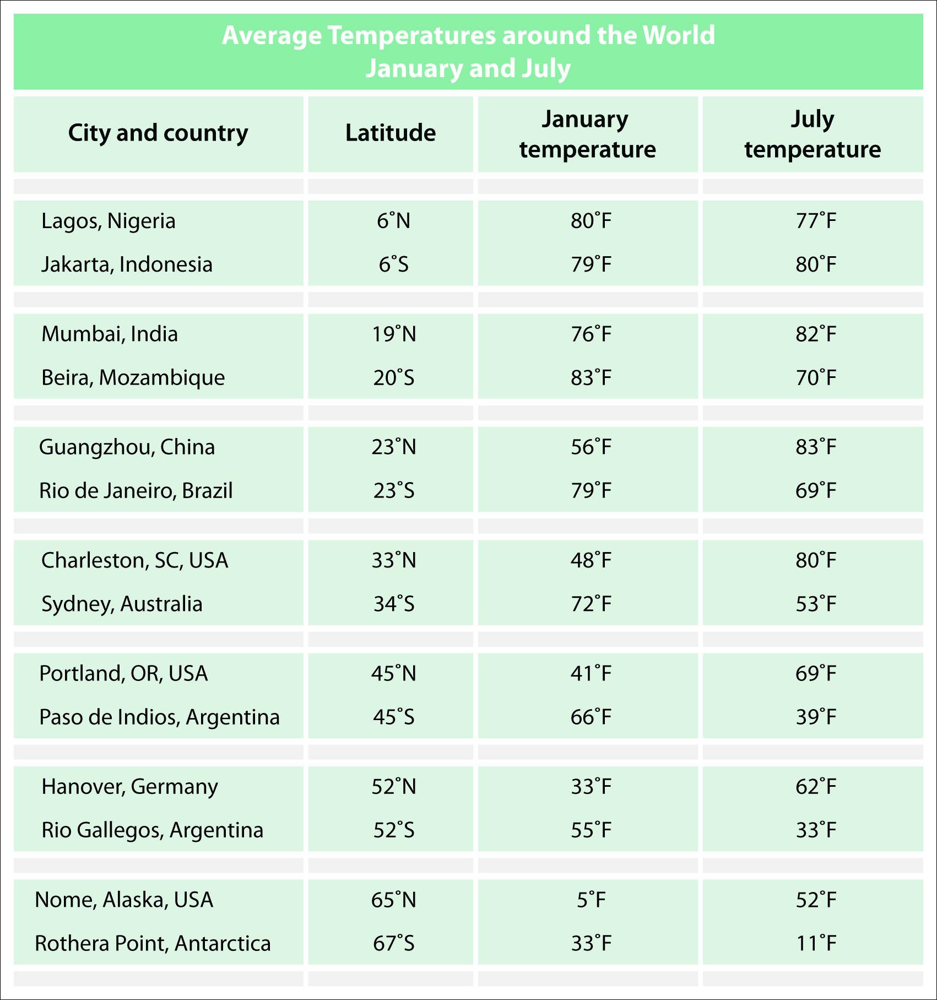 Average Temperatures around the World
January and July
City and country Latitude January temperature July temperature
Lagos, Nigeria 6˚N 80˚F 77˚F
Jakarta, Indonesia 6˚S 79˚F 80˚F
Mumbai, India 19˚N 76˚F 82˚F
Beira, Mozambique 20˚S 83˚F 70˚F
Guangzhou, China 23˚N 56˚F 83˚F
Rio de Janeiro, Brazil 23˚S 79˚F 69˚F
Charleston, SC, USA 33˚N 48˚F 80˚F
Sydney, Australia 34˚S 72˚F 53˚F
Portland, OR, USA 45˚N 41˚F 69˚F
Paso de Indios, Argentina 45˚S 66˚F 39˚F
Hanover, Germany 52˚N 33˚F 62˚F
Rio Gallegos, Argentina 52˚S 55˚F 33˚F
Nome, Alaska, USA 65˚N 5˚F 52˚F
Rothera Point, Antarctica 67˚S 33˚F 11˚F